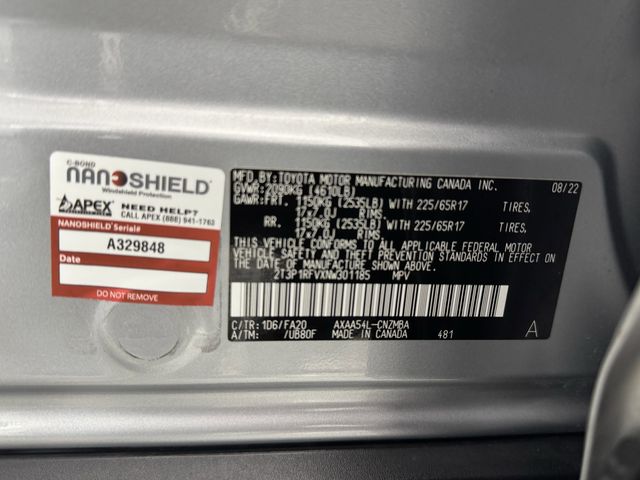 C-BOND
NANOSHIELD
Windshield Protection
APEX
NEED HELP?
CALL APEX (888) 941-1763
NANOSHIELD Serial#
A329848
Date
DO NOT REMOVE
MFD BY: TOYOTA MOTOR MANUFACTURING CANADA INC. 08/22
GVWR: 2090KG (4610LB)
GAWR: FRT. 1150KG (2535LB) WITH 225/65R17 TIRES,
17x7.0J RIMS,
RR. 1150KG (2535LB) WITH 225/65R17 TIRES,
17x7.0J RIMS,
THIS VEHICLE CONFORMS TO ALL APPLICABLE FEDERAL MOTOR
VEHICLE SAFETY AND THEFT PREVENTION STANDARDS IN EFFECT ON
THE DATE OF MANUFACTURE SHOWN ABOVE.
2T3P1RFVXNW301185 MPV
C/TR: 1D6/FA20 AXAA54L-CNZMBA
A/TM: /UB80F MADE IN CANADA 481 A